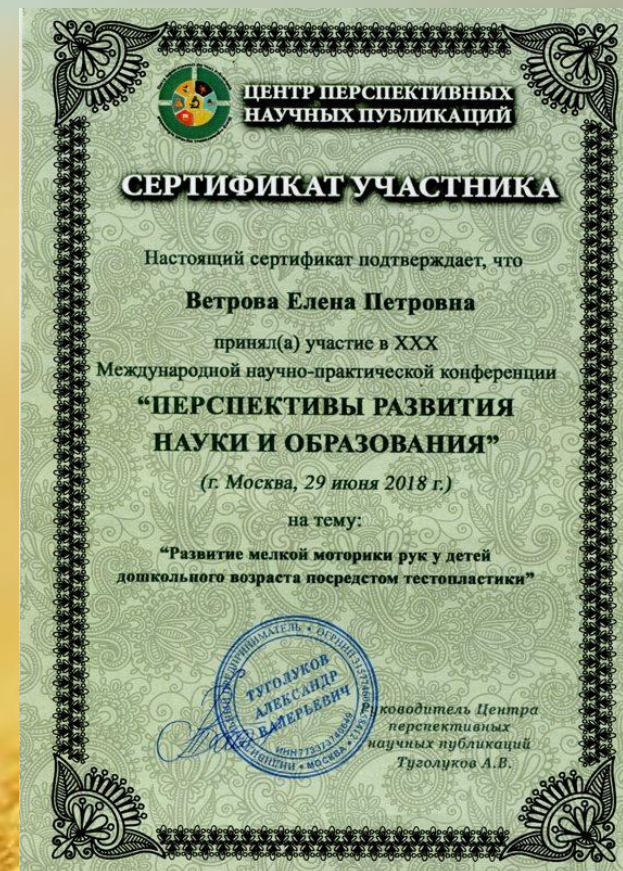 ЦЕНТР ПЕРСПЕКТИВНЫХ
НАУЧНЫХ ПУБЛИКАЦИЙ
СЕРТИФИКАТ УЧАСТНИКА
Настоящий сертификат подтверждает, что
Ветрова Елена Петровна
принял(а) участие в XXX
Международной научно-практической конференции
“ПЕРСПЕКТИВЫ РАЗВИТИЯ
НАУКИ И ОБРАЗОВАНИЯ”
(г. Москва, 29 июня 2018 г.)
на тему:
“Развитие мелкой моторики рук у детей
дошкольного возраста посредстом тестопластики”
ТУГОЛУКОВ
АЛЕКСАНДР
ВАЛЕРЬЕВИЧ
МОСКВА
Руководитель Центра
перспективных
научных публикаций
Туголуков А.В.